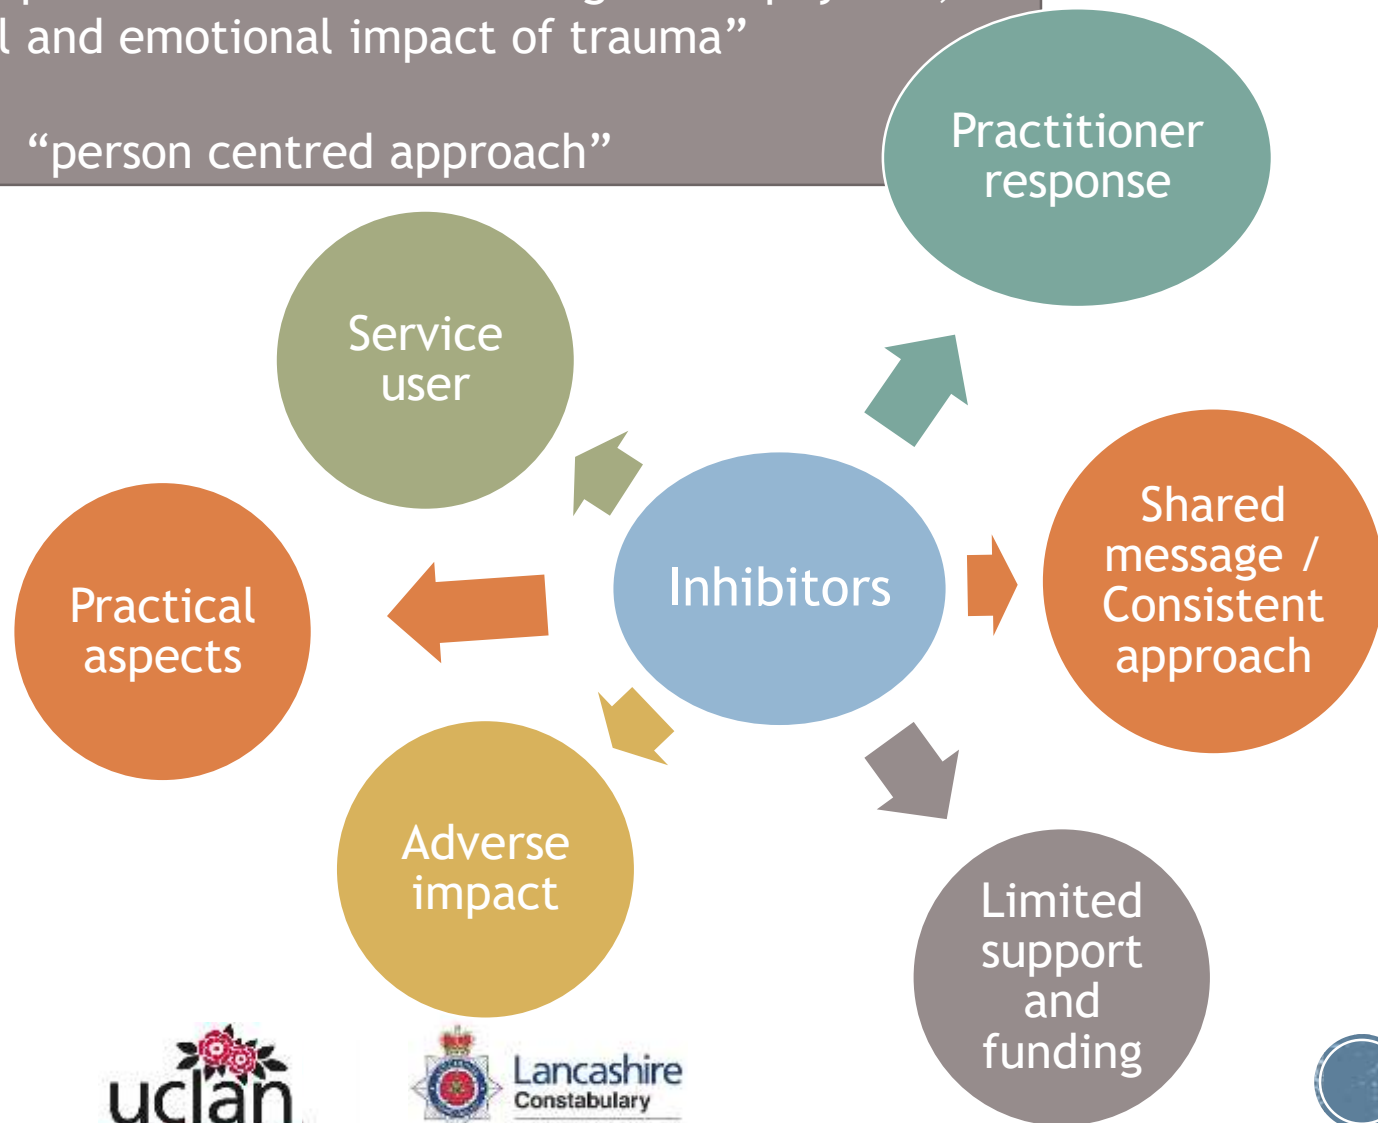 l and emotional impact of trauma”
“person centred approach”
Practitioner
response
Service
user
Inhibitors
Shared
message /
Consistent
approach
Practical
aspects
Adverse
impact
Limited
support
and
funding
uclan
Lancashire
Constabulary